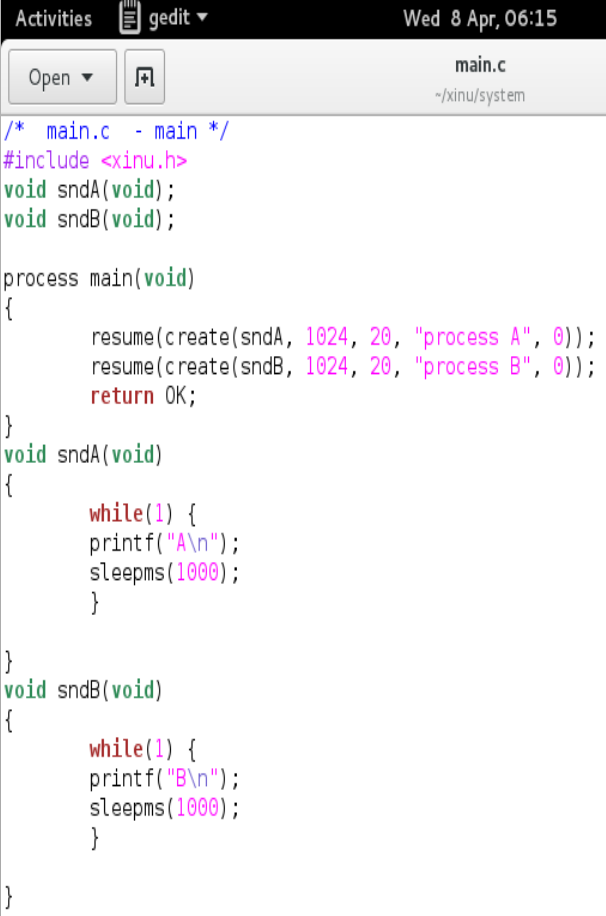 Activities gedit ▾ Wed 8 Apr, 06:15
Open ▾ main.c
~/xinu/system
/*  main.c  - main */
#include <xinu.h>
void sndA(void);
void sndB(void);

process main(void)
{
        resume(create(sndA, 1024, 20, "process A", 0));
        resume(create(sndB, 1024, 20, "process B", 0));
        return OK;
}
void sndA(void)
{
        while(1) {
        printf("A\n");
        sleepms(1000);
        }

}
void sndB(void)
{
        while(1) {
        printf("B\n");
        sleepms(1000);
        }

}